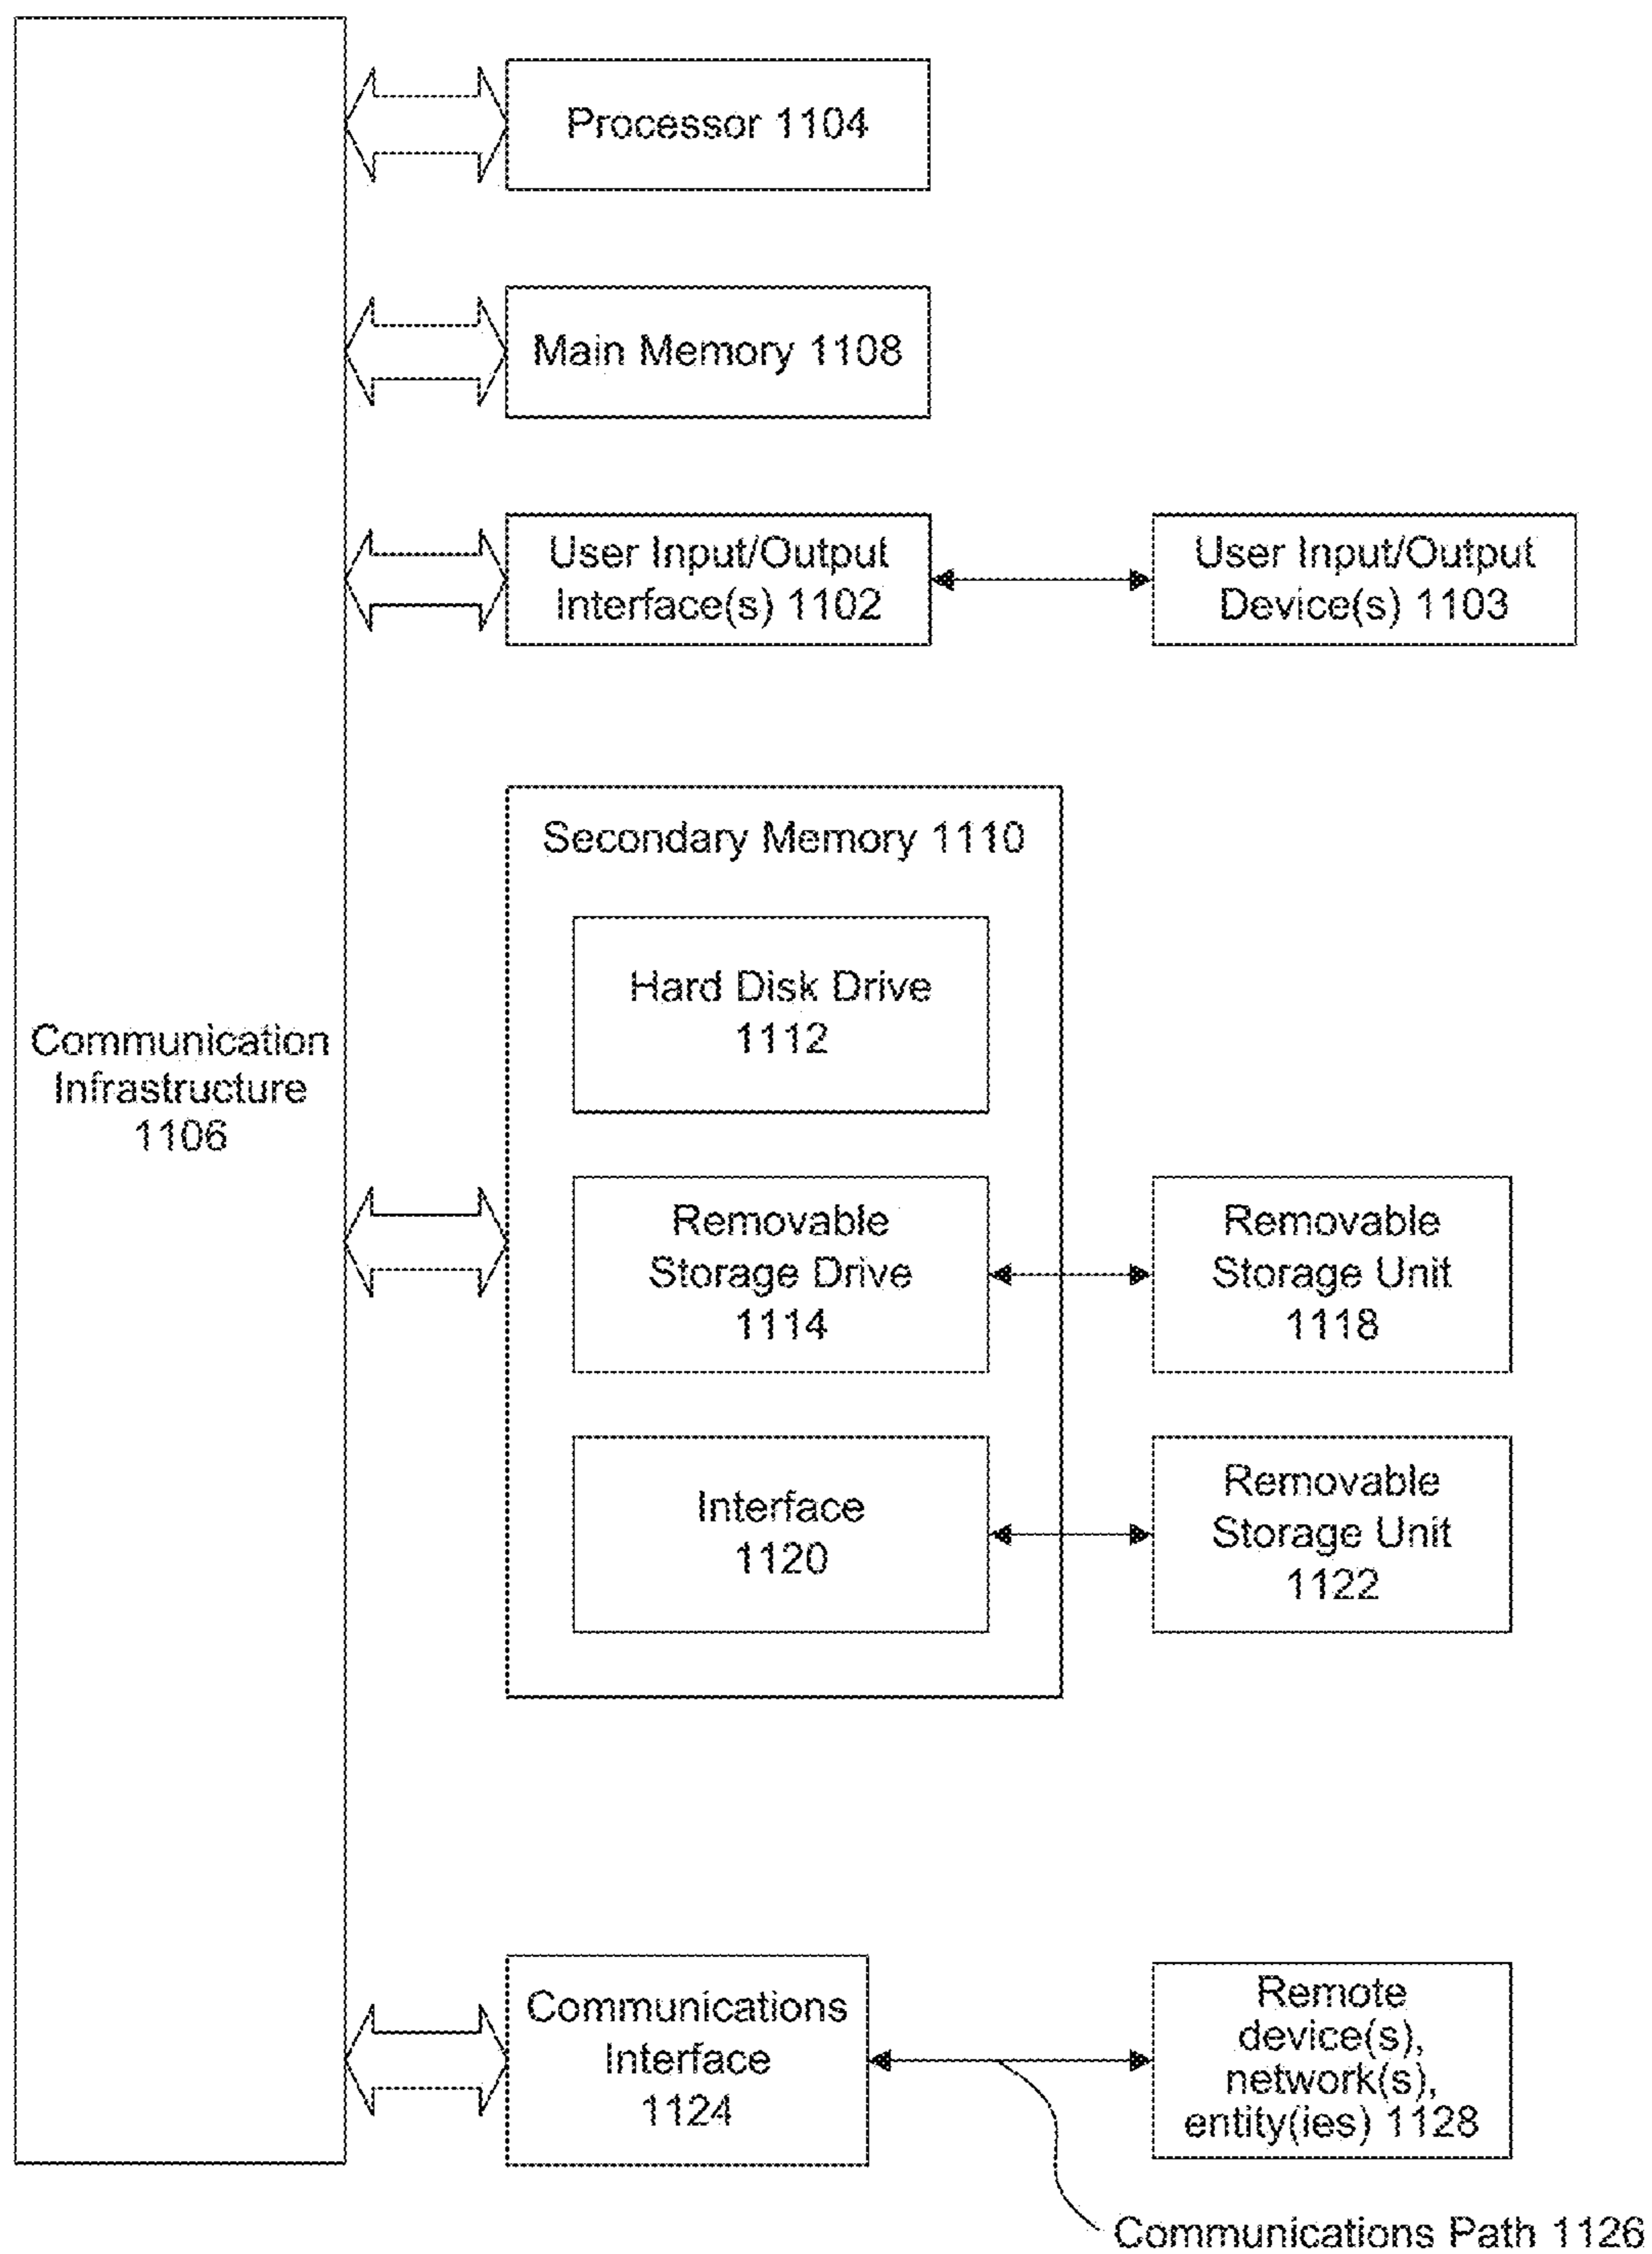 Processor 1104
Main Memory 1108
User Input/Output
Interface(s) 1102
User Input/Output
Device(s) 1103
Secondary Memory 1110
Hard Disk Drive
1112
Communication
Infrastructure
1106
Removable
Storage Drive
1114
Removable
Storage Unit
1118
Interface
1120
Removable
Storage Unit
1122
Communications
Interface
1124
Remote
device(s),
network(s),
entity(ies) 1128
Communications Path 1126